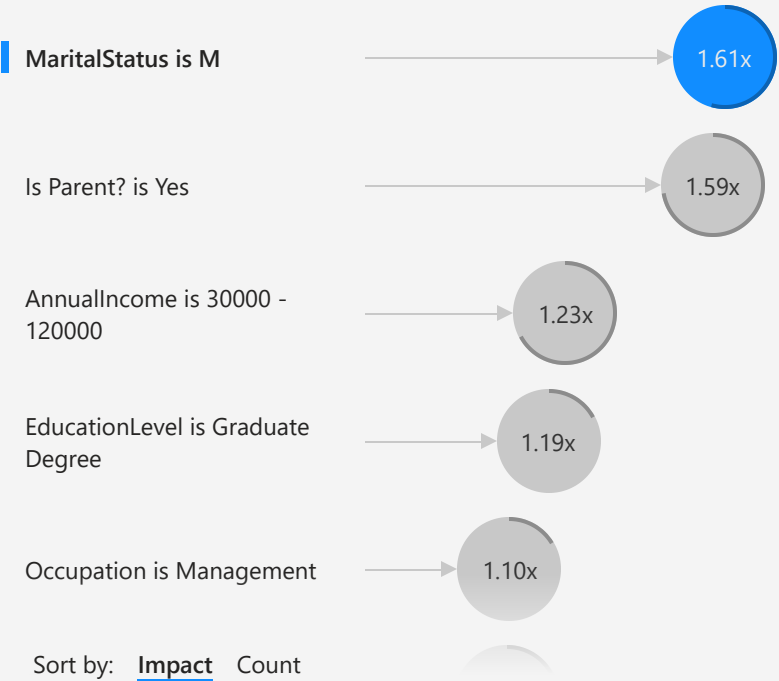 MaritalStatus is M
1.61x
Is Parent? is Yes
1.59x
AnnualIncome is 30000 -
120000
1.23x
EducationLevel is Graduate
Degree
1.19x
Occupation is Management
1.10x
Sort by: Impact Count